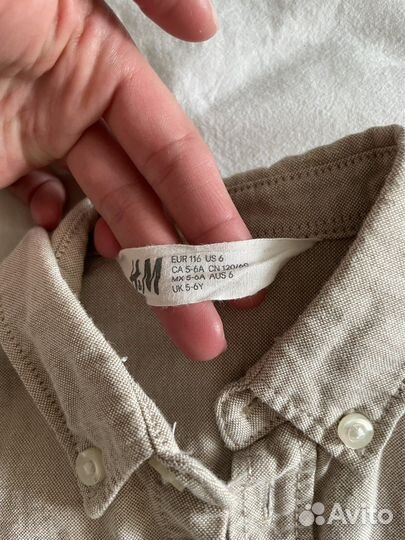 H&M
EUR 116 US 6
CA 5-6A CN 120/60
MX 5-6A AUS 6
UK 5-6Y
Avito